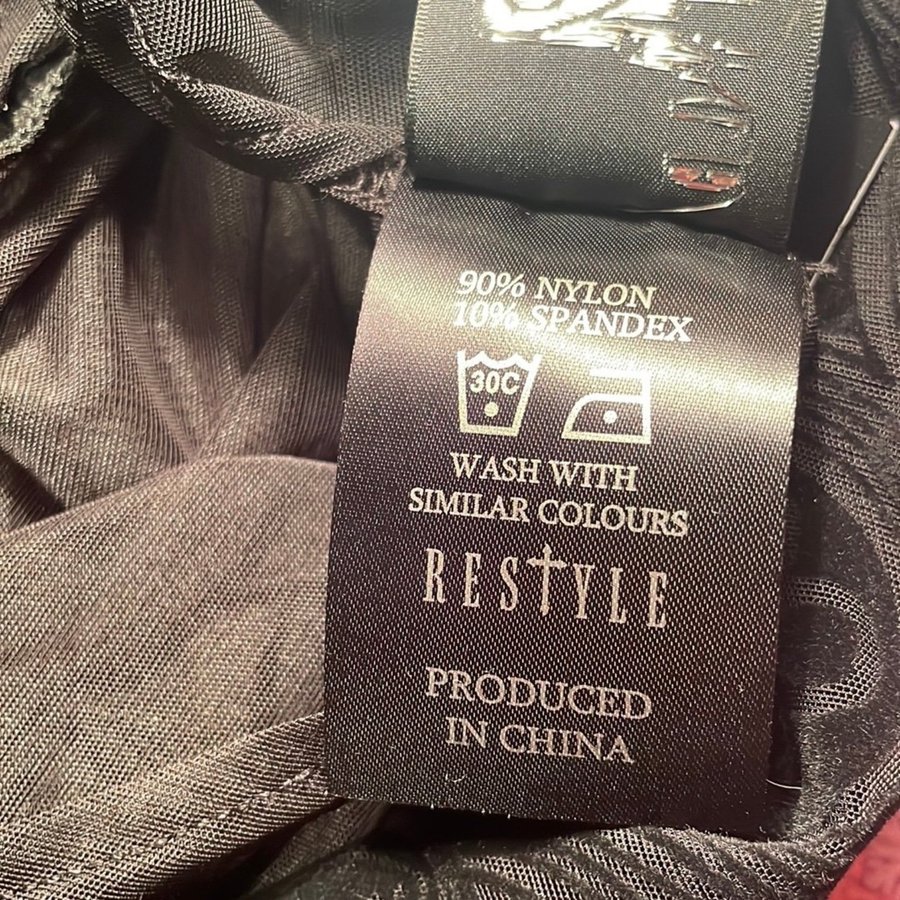 90% NYLON
10% SPANDEX
30C
WASH WITH
SIMILAR COLOURS
RESTYLE
PRODUCED
IN CHINA